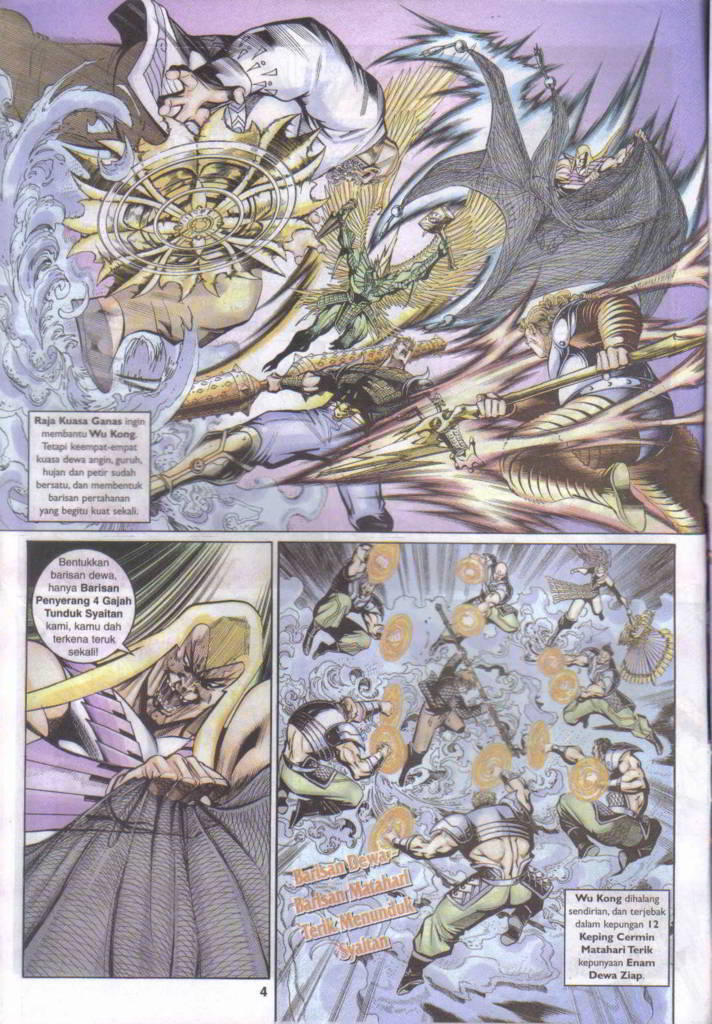 Raja Kuasa Ganas ingin
membantu Wu Kong.
Tetapi keempat-empat
kuasa dewa angin, guruh,
hujan dan petir sudah
bersatu, dan membentuk
barisan pertahanan
yang begitu kuat sekali.
Bentukkan
barisan dewa,
hanya Barisan
Penyerang 4 Gajah
Tunduk Syaitan
kami, kamu dah
terkena teruk
sekali!
Barisan Dewa-
Barisan Matahari
Terik Menunduk
Syaitan
Wu Kong dihalang
sendirian, dan terjebak
dalam kepungan 12
Keping Cermin
Matahari Terik
kepunyaan Enam
Dewa Ziap.
4